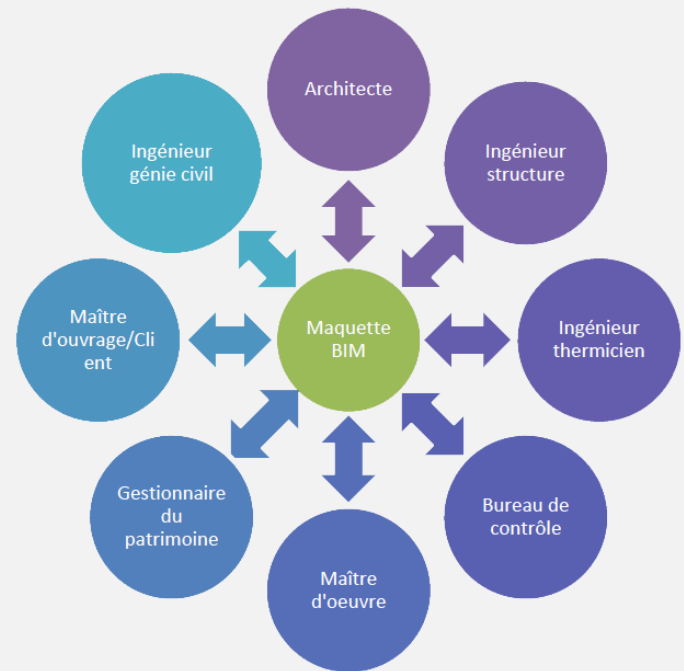 Architecte
Ingénieur
structure
Ingénieur
thermicien
Bureau de
contrôle
Maître
d'oeuvre
Gestionnaire
du
patrimoine
Maître
d'ouvrage/Cli
ent
Ingénieur
génie civil
Maquette
BIM